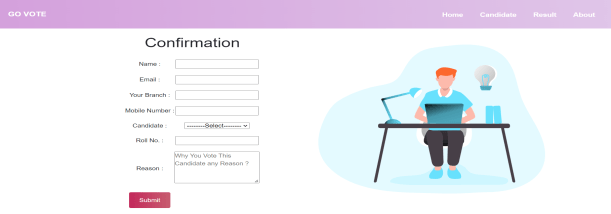 GO VOTE
Home Candidate Result About
Confirmation
Name :
Email :
Your Branch :
Mobile Number :
Candidate : ---------Select---------
Roll No. :
Reason : Why You Vote This
Candidate any Reason ?
Submit